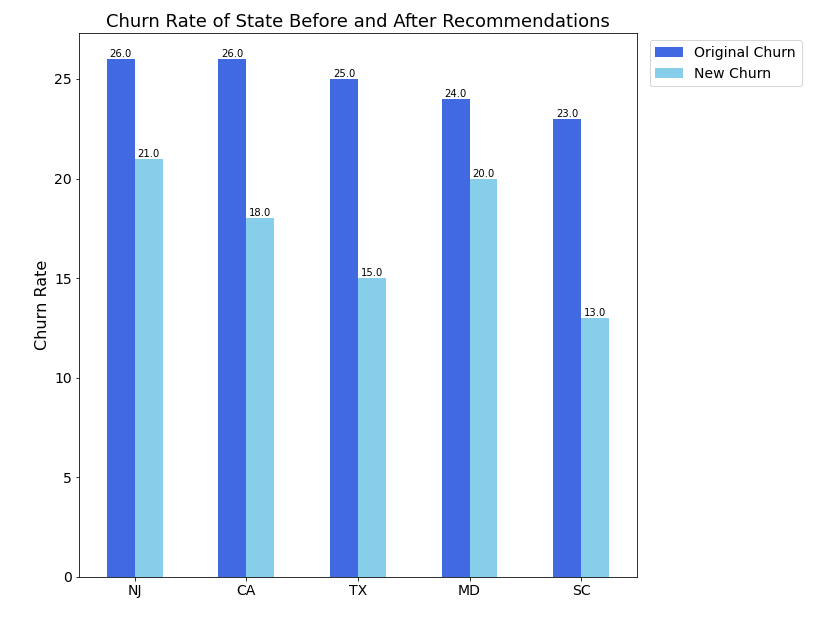 Churn Rate of State Before and After Recommendations
Original Churn
New Churn
Churn Rate
25
20
15
10
5
0
26.0
21.0
26.0
18.0
25.0
15.0
24.0
20.0
23.0
13.0
NJ
CA
TX
MD
SC